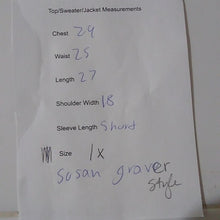 Top/Sweater/Jacket Measurements
Chest 29
Waist 25
Length 27
Shoulder Width 18
Sleeve Length Short
Size 1x
Susan graver
Style